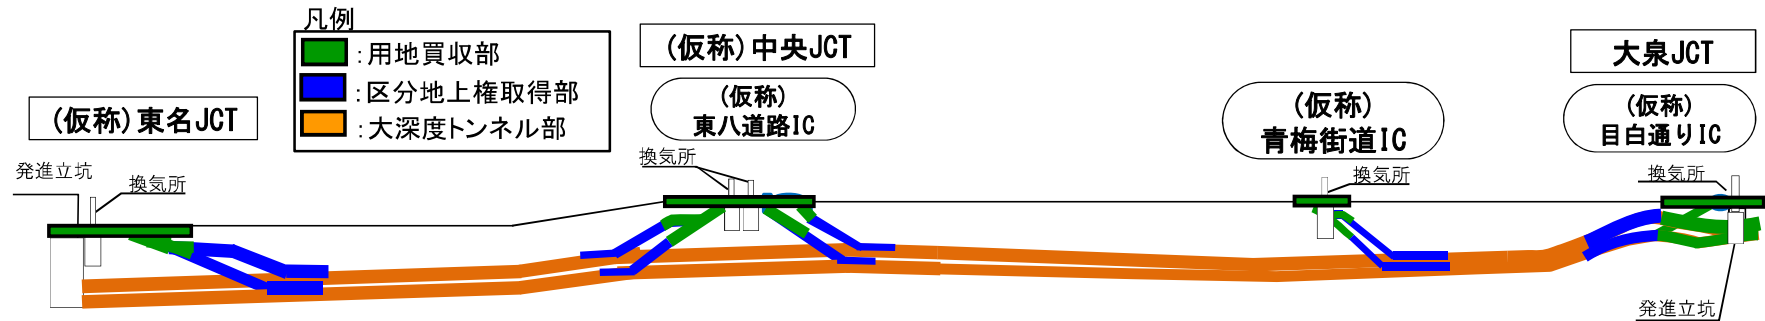 凡例
:用地買収部
:区分地上権取得部
:大深度トンネル部
(仮称)東名JCT
発進立坑
換気所
(仮称)中央JCT
(仮称)
東八道路IC
換気所
(仮称)
青梅街道IC
換気所
大泉JCT
(仮称)
目白通りIC
換気所
発進立坑